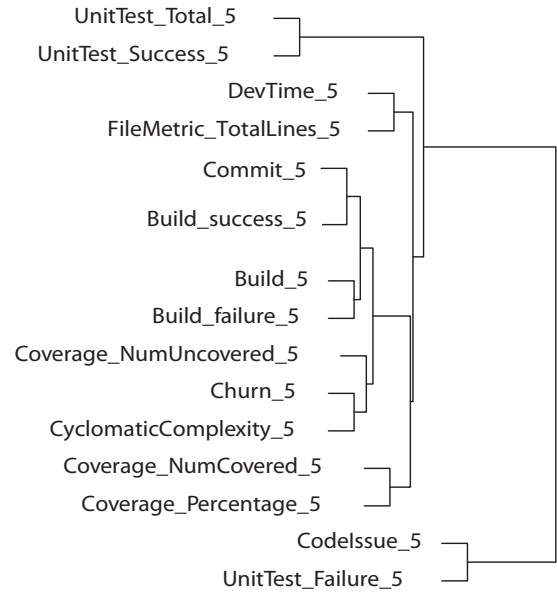 UnitTest_Total_5
UnitTest_Success_5
DevTime_5
FileMetric_TotalLines_5
Commit_5
Build_success_5
Build_5
Build_failure_5
Coverage_NumUncovered_5
Churn_5
CyclomaticComplexity_5
Coverage_NumCovered_5
Coverage_Percentage_5
CodeIssue_5
UnitTest_Failure_5